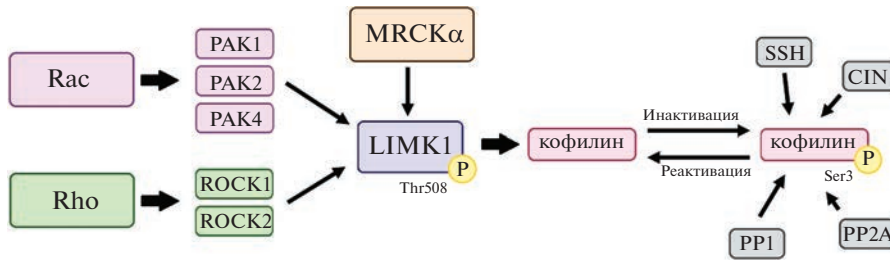 Rac
PAK1
PAK2
PAK4
Rho
ROCK1
ROCK2
MRCKα
LIMK1
P
Thr508
кофилин
Инактивация
Реактивация
SSH
CIN
кофилин
P
Ser3
PP1
PP2A